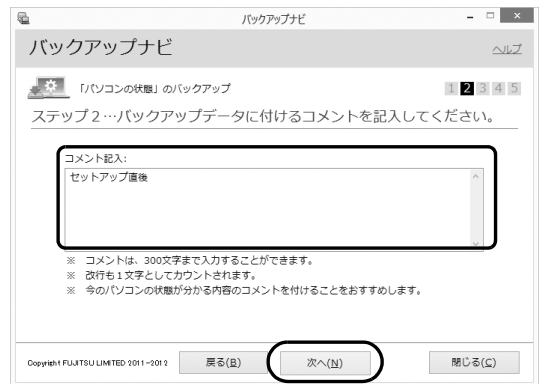 バックアップナビ
バックアップナビ
ヘルプ
「パソコンの状態」のバックアップ
1 2 3 4 5
ステップ2…バックアップデータに付けるコメントを記入してください。
コメント記入:
セットアップ直後
※ コメントは、300文字まで入力することができます。
※ 改行も1文字としてカウントされます。
※ 今のパソコンの状態が分かる内容のコメントを付けることをおすすめします。
Copyright FUJITSU LIMITED 2011-2012
戻る(B)
次へ(N)
閉じる(C)